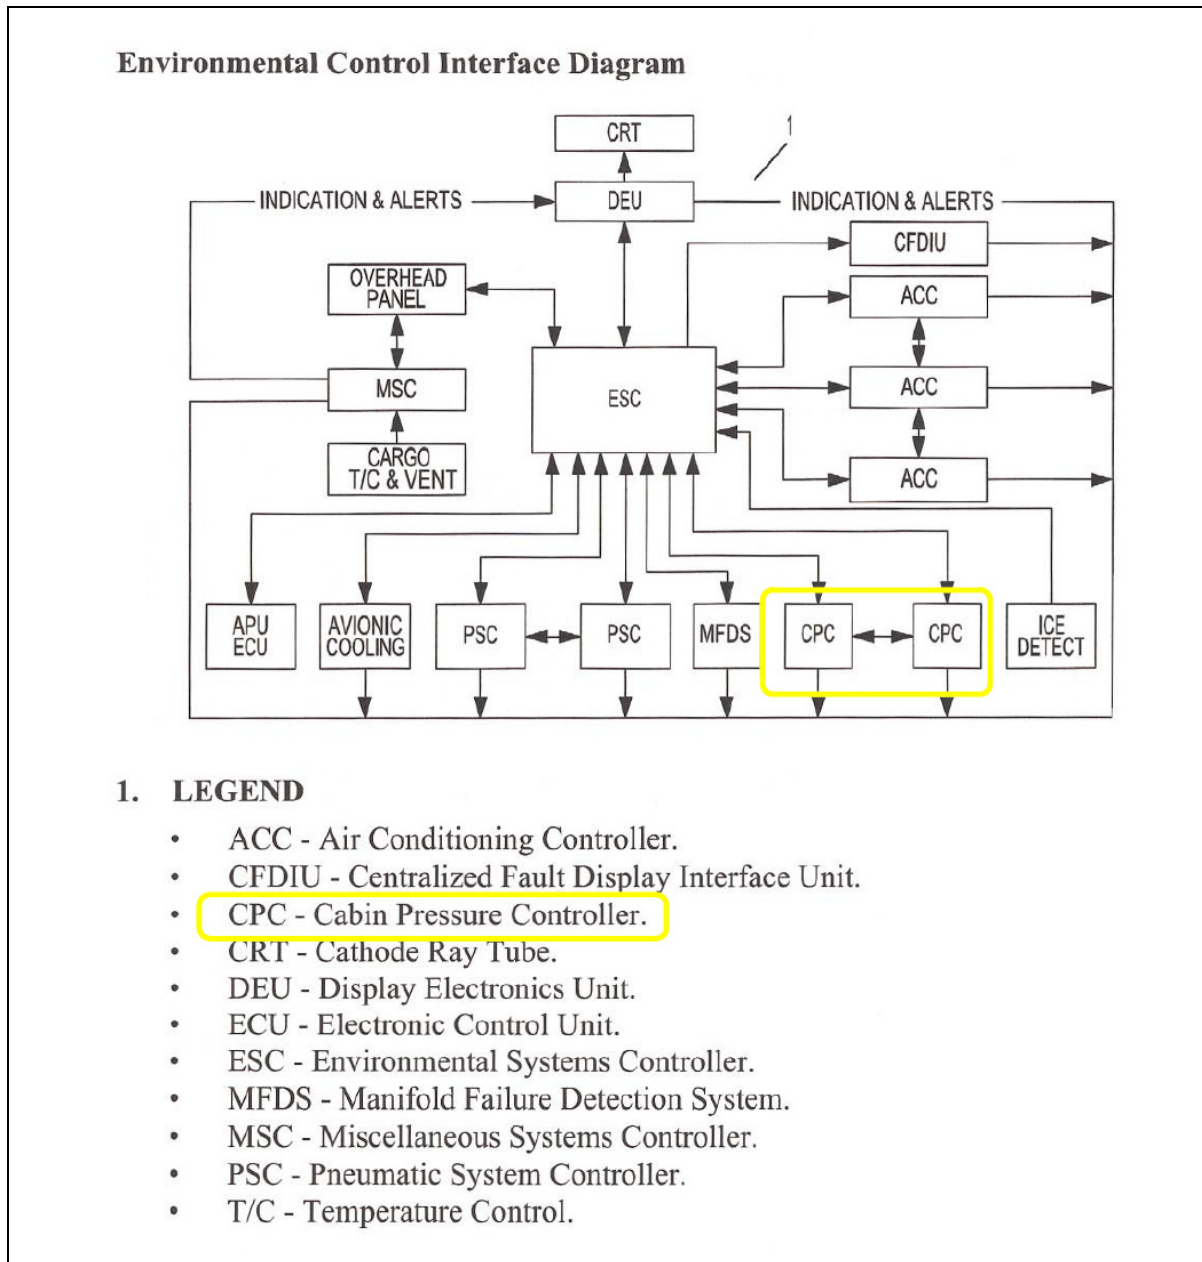 Environmental Control Interface Diagram
CRT
1
INDICATION & ALERTS
DEU
INDICATION & ALERTS
CFDIU
OVERHEAD
PANEL
ACC
MSC
ESC
ACC
CARGO
T/C & VENT
ACC
APU
ECU
AVIONIC
COOLING
PSC
PSC
MFDS
CPC
CPC
ICE
DETECT
1. LEGEND
• ACC - Air Conditioning Controller.
• CFDIU - Centralized Fault Display Interface Unit.
• CPC - Cabin Pressure Controller.
• CRT - Cathode Ray Tube.
• DEU - Display Electronics Unit.
• ECU - Electronic Control Unit.
• ESC - Environmental Systems Controller.
• MFDS - Manifold Failure Detection System.
• MSC - Miscellaneous Systems Controller.
• PSC - Pneumatic System Controller.
• T/C - Temperature Control.